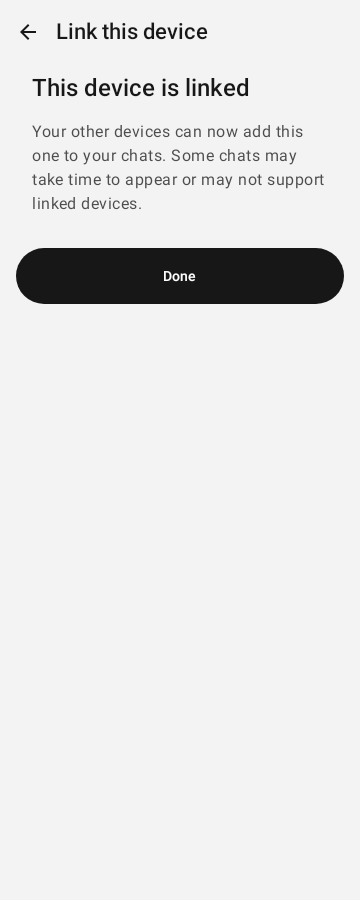 Link this device
This device is linked
Your other devices can now add this
one to your chats. Some chats may
take time to appear or may not support
linked devices.
Done